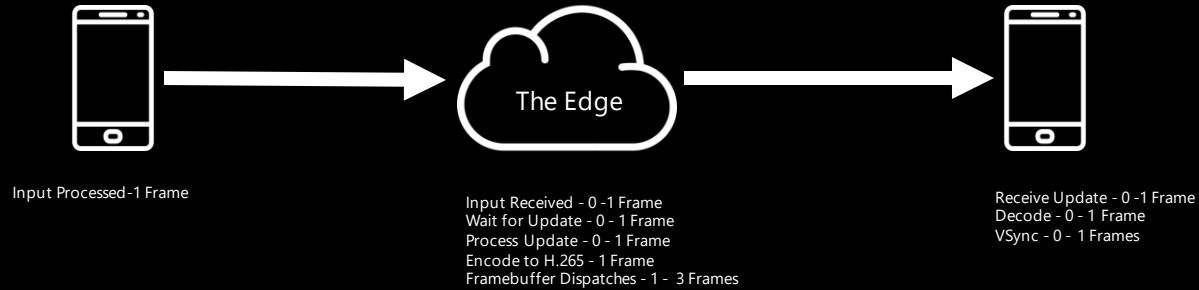 The Edge
Input Processed-1 Frame
Input Received - 0 -1 Frame
Wait for Update - 0 - 1 Frame
Process Update - 0 - 1 Frame
Encode to H.265 - 1 Frame
Framebuffer Dispatches - 1 - 3 Frames
Receive Update - 0 -1 Frame
Decode - 0 - 1 Frame
VSync - 0 - 1 Frames